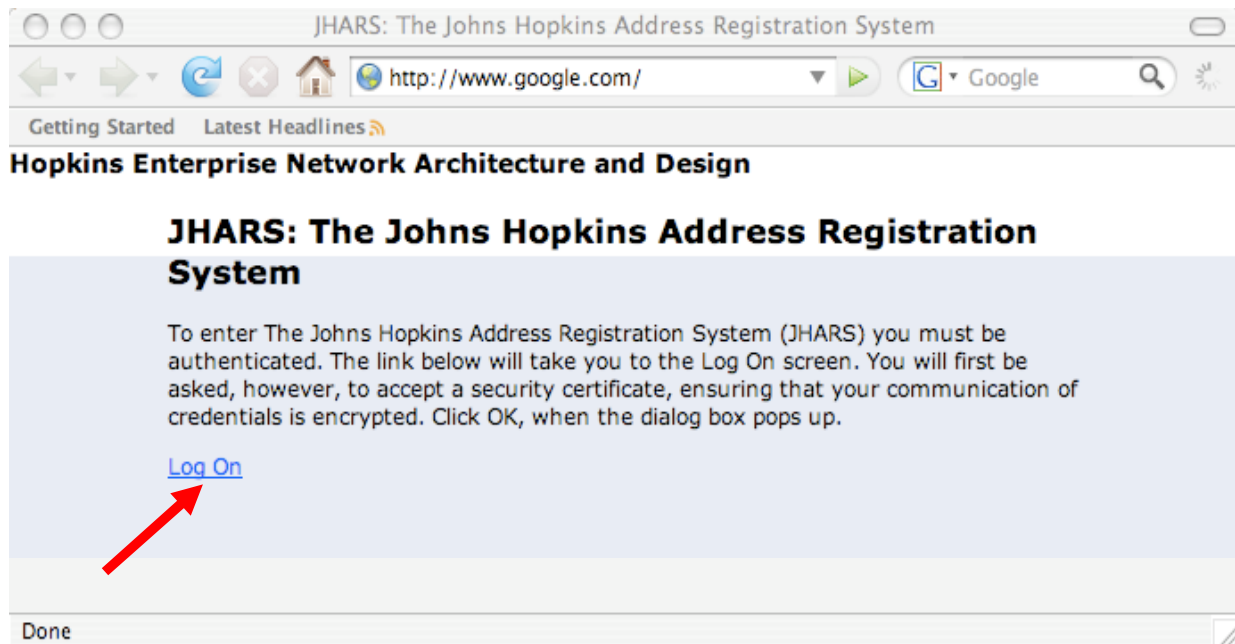 JHARS: The Johns Hopkins Address Registration System
http://www.google.com/
G Google
Getting Started Latest Headlines
Hopkins Enterprise Network Architecture and Design
JHARS: The Johns Hopkins Address Registration
System
To enter The Johns Hopkins Address Registration System (JHARS) you must be
authenticated. The link below will take you to the Log On screen. You will first be
asked, however, to accept a security certificate, ensuring that your communication of
credentials is encrypted. Click OK, when the dialog box pops up.
Log On
Done